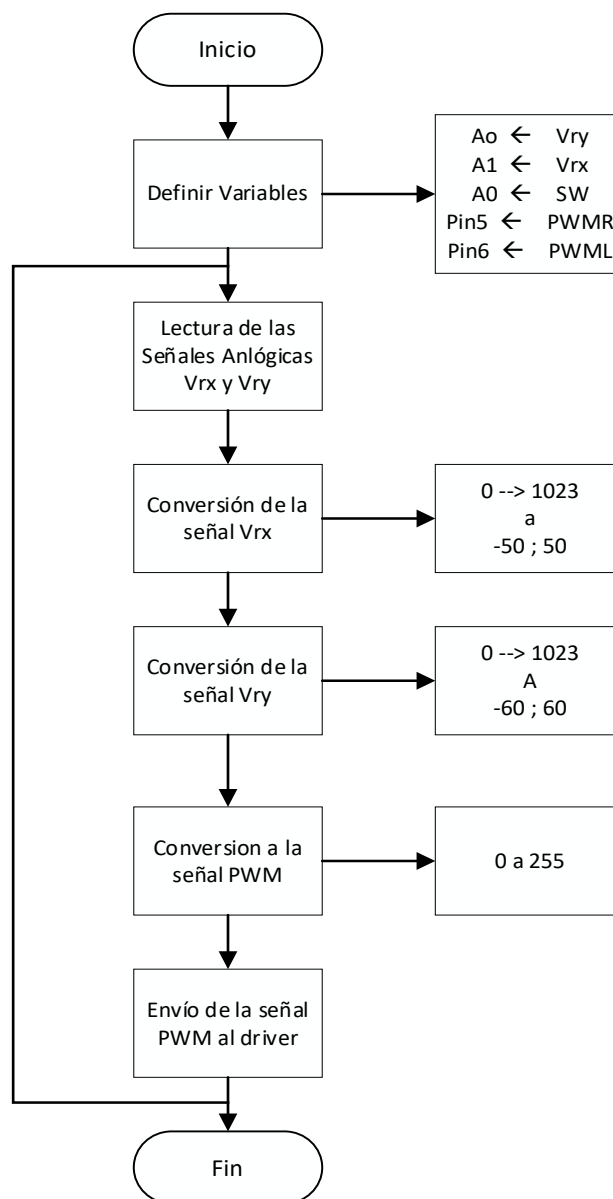 Inicio
Definir Variables
Ao ← Vry
A1 ← Vrx
A0 ← SW
Pin5 ← PWMR
Pin6 ← PWML
Lectura de las
Señales Anlógicas
Vrx y Vry
Conversión de la
señal Vrx
0 --> 1023
a
-50 ; 50
Conversión de la
señal Vry
0 --> 1023
A
-60 ; 60
Conversion a la
señal PWM
0 a 255
Envío de la señal
PWM al driver
Fin